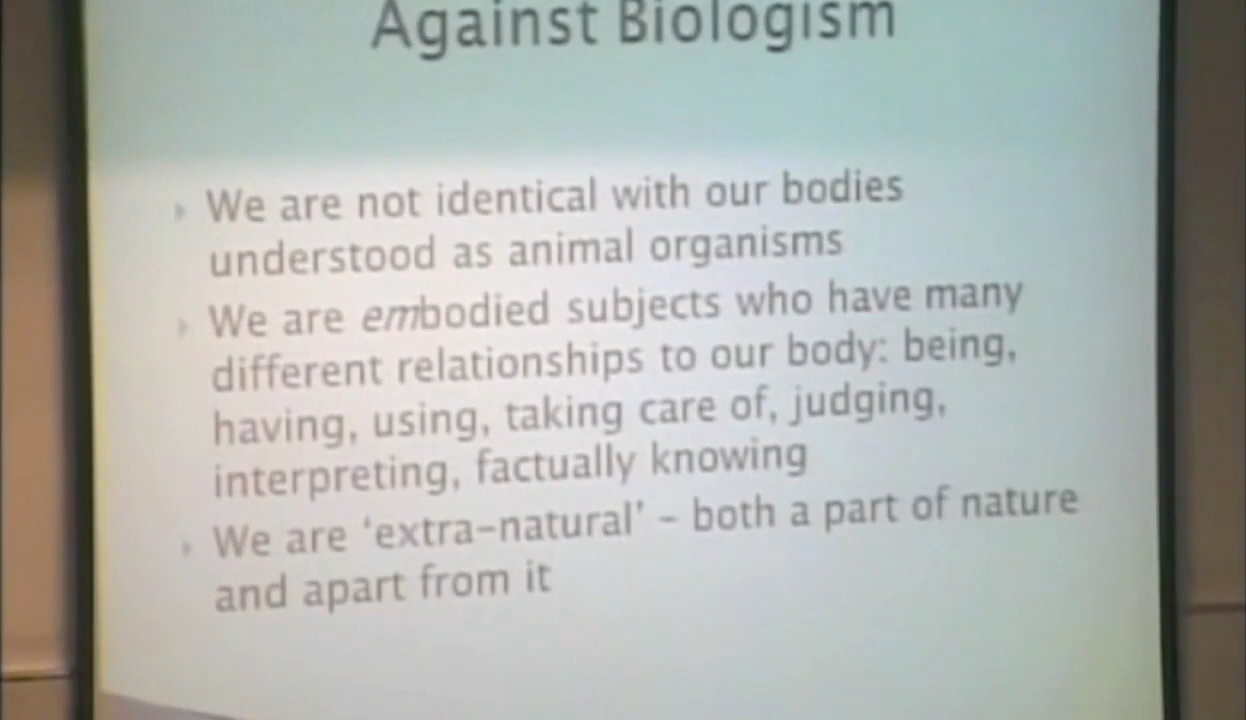 Against Biologism
We are not identical with our bodies
understood as animal organisms
We are embodied subjects who have many
different relationships to our body: being,
having, using, taking care of, judging,
interpreting, factually knowing
We are ‘extra-natural’ – both a part of nature
and apart from it